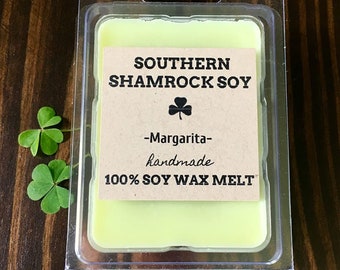 SOUTHERN
SHAMROCK SOY
-Margarita-
handmade
100% SOY WAX MELT